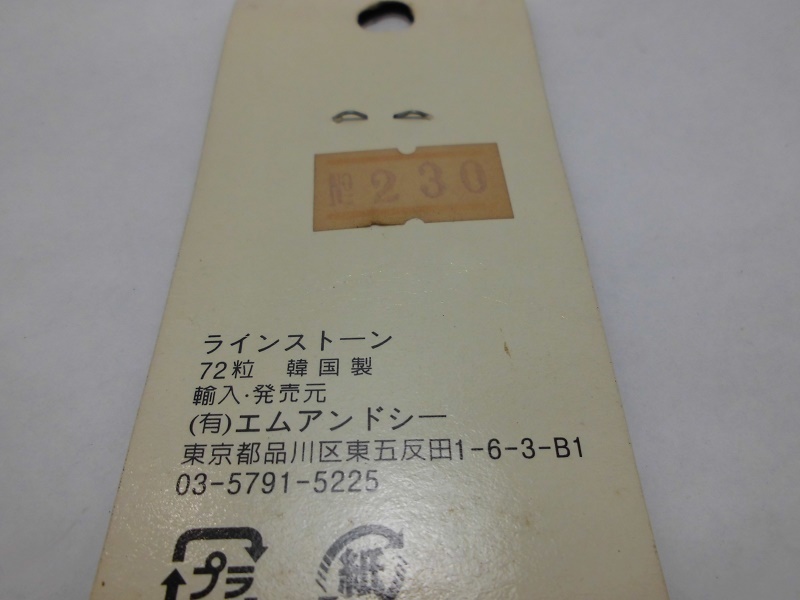 230
ラインストーン
72粒 韓国製
輸入・発売元
(有)エムアンドシー
東京都品川区東五反田1-6-3-B1
03-5791-5225
プラ
紙